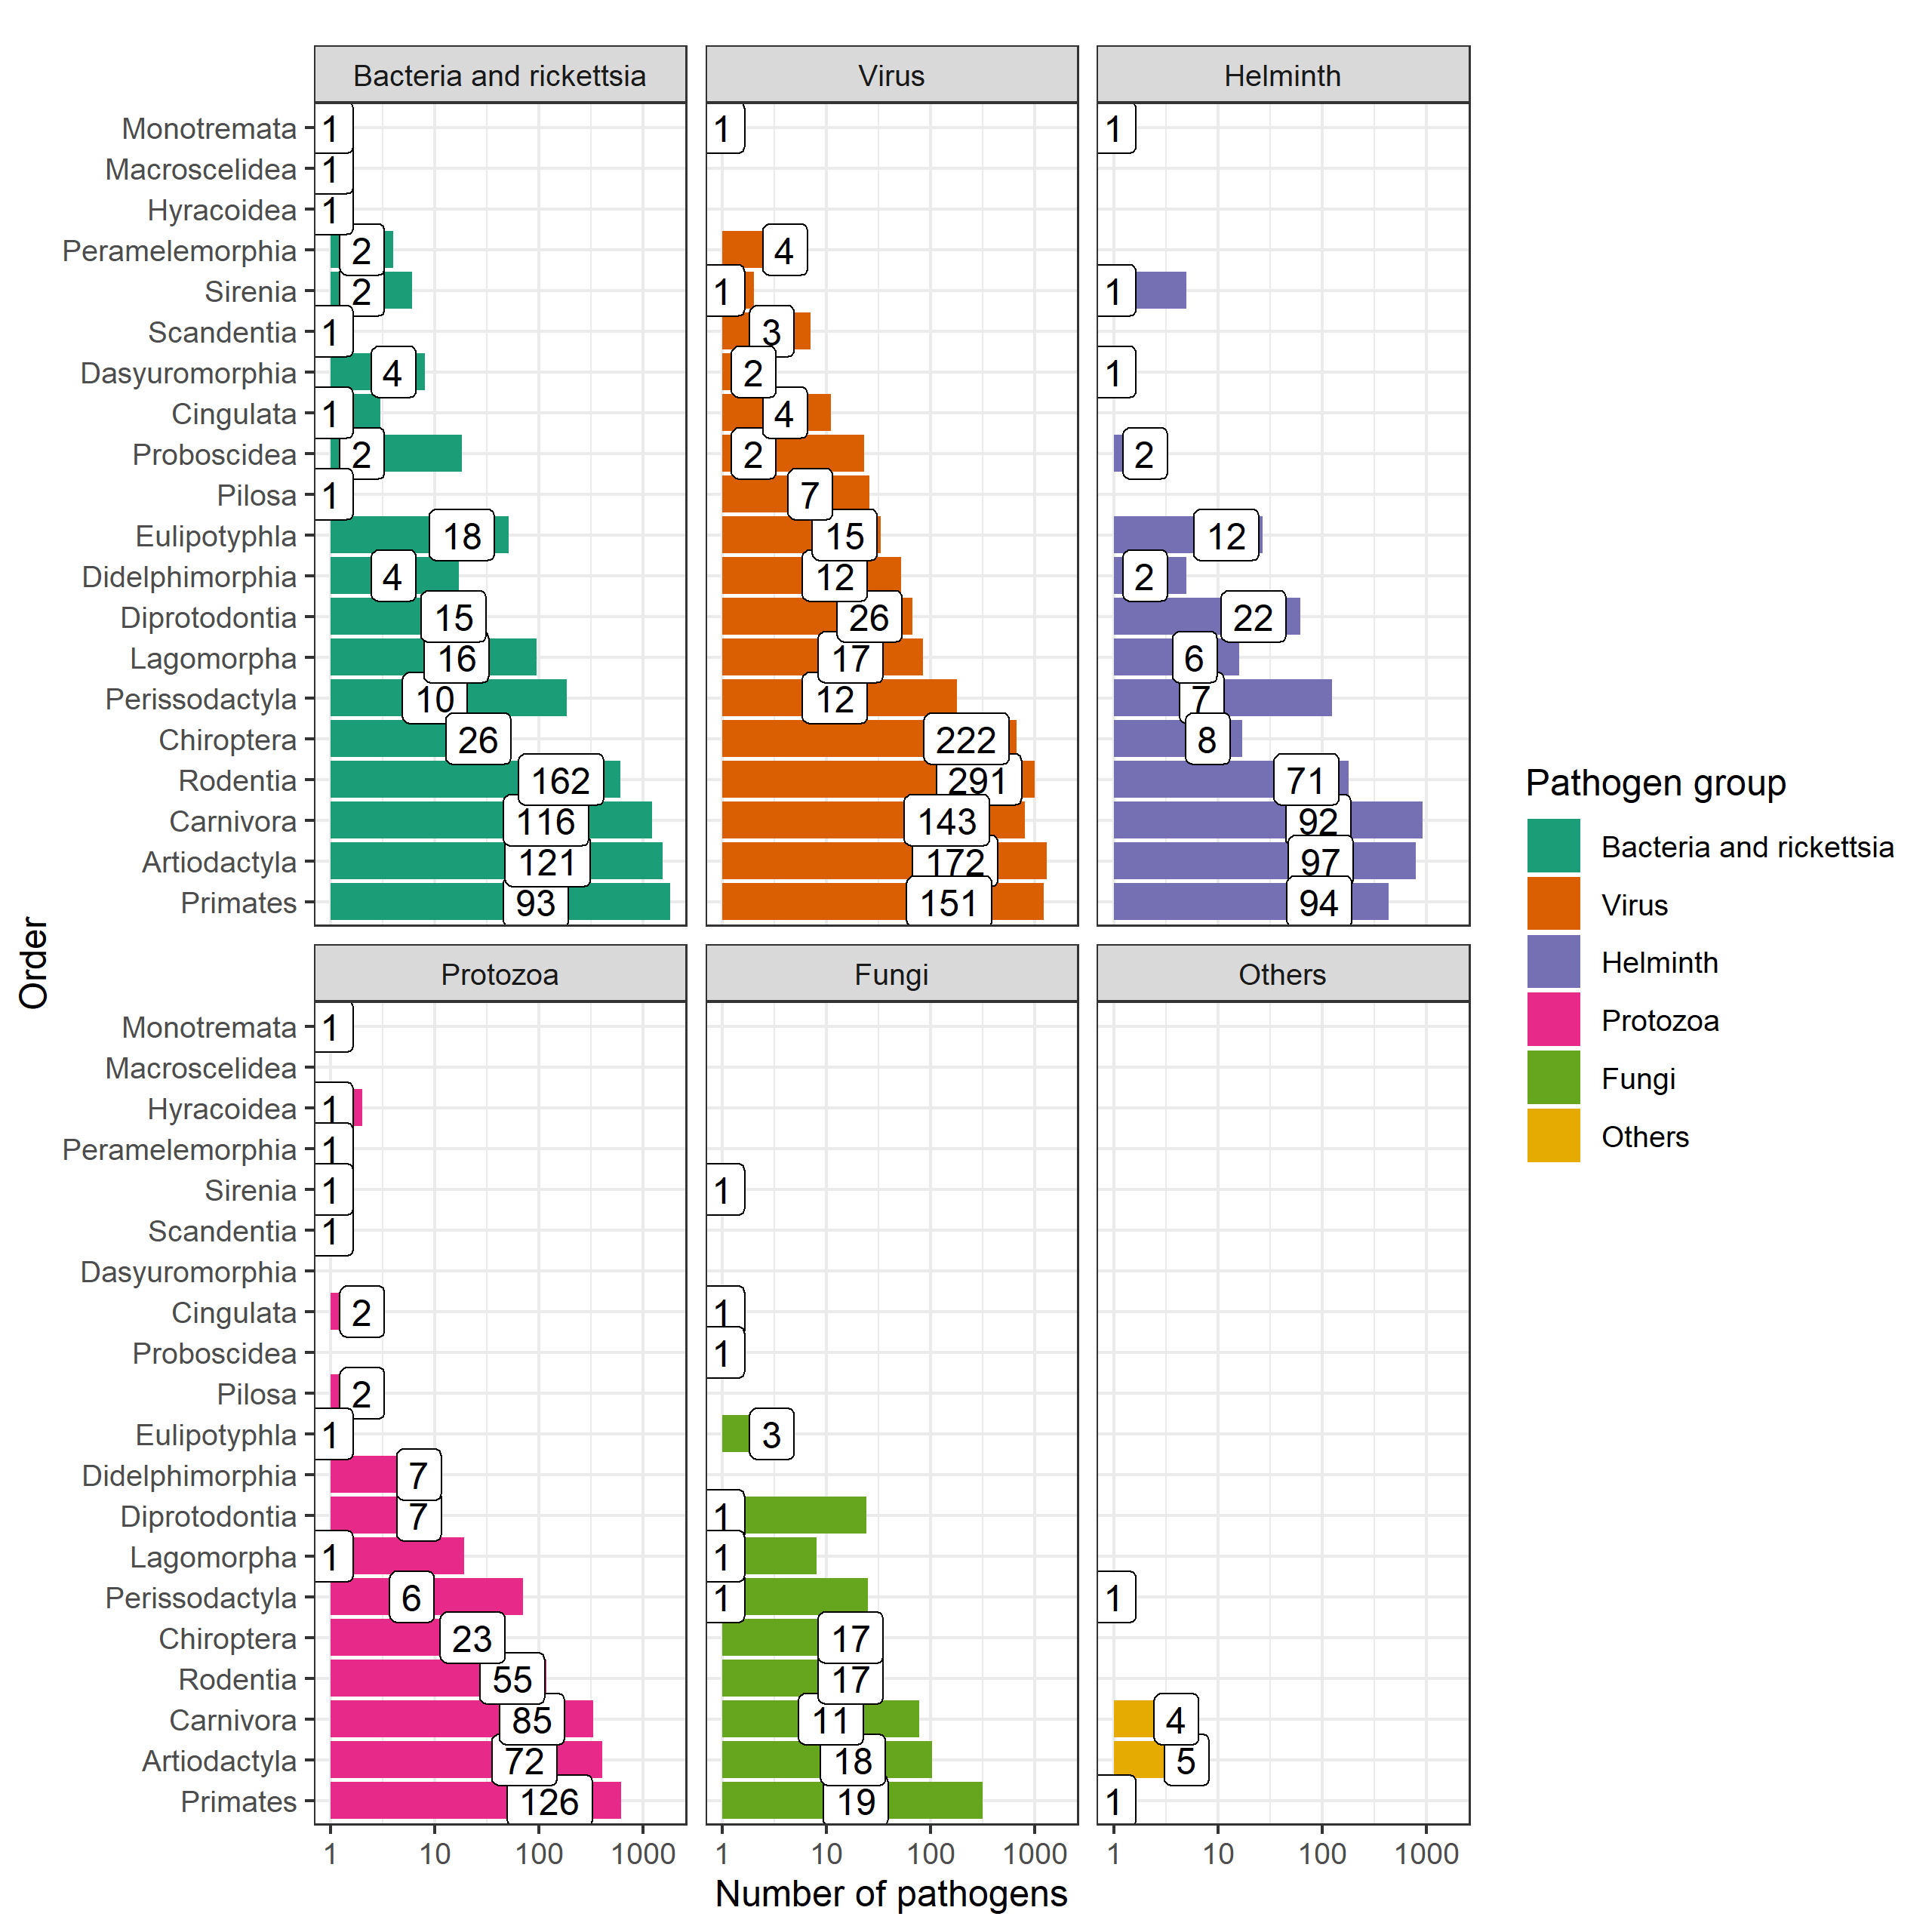 Bacteria and rickettsia Virus Helminth
Monotremata 1 1 1
Macroscelidea 1
Hyracoidea 1
Peramelemorphia 2 4
Sirenia 2 1 1
Scandentia 1 3
Dasyuromorphia 4 2 1
Cingulata 1 4
Proboscidea 2 2 2
Pilosa 1 7
Eulipotyphla 18 15 12
Didelphimorphia 4 12 2
Diprotodontia 15 26 22
Lagomorpha 16 17 6
Perissodactyla 10 12 7
Chiroptera 26 222 8
Rodentia 162 291 71
Carnivora 116 143 92
Artiodactyla 121 172 97
Primates 93 151 94
Order
Protozoa Fungi Others
Monotremata 1
Macroscelidea
Hyracoidea 1
Peramelemorphia 1
Sirenia 1 1
Scandentia 1
Dasyuromorphia
Cingulata 2 1
Proboscidea 1
Pilosa 2
Eulipotyphla 1 3
Didelphimorphia 7
Diprotodontia 7 1
Lagomorpha 1 1
Perissodactyla 6 1 1
Chiroptera 23 17
Rodentia 55 17
Carnivora 85 11 4
Artiodactyla 72 18 5
Primates 126 19 1
1 10 100 1000 1 10 100 1000 1 10 100 1000
Number of pathogens
Pathogen group
Bacteria and rickettsia
Virus
Helminth
Protozoa
Fungi
Others